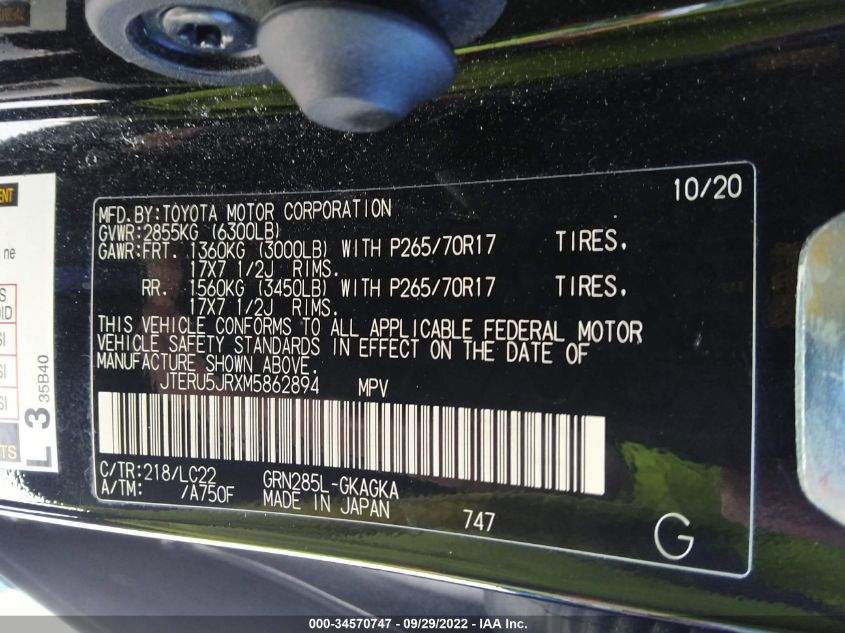 10/20
MFD.BY:TOYOTA MOTOR CORPORATION
GVWR:2855KG (6300LB)
GAWR:FRT. 1360KG (3000LB) WITH P265/70R17 TIRES,
17X7 1/2J RIMS.
RR. 1560KG (3450LB) WITH P265/70R17 TIRES,
17X7 1/2J RIMS.
THIS VEHICLE CONFORMS TO ALL APPLICABLE FEDERAL MOTOR
VEHICLE SAFETY STANDARDS IN EFFECT ON THE DATE OF
MANUFACTURE SHOWN ABOVE.
JTERU5JRXM5862894 MPV
C/TR:218/LC22 GRN285L-GKAGKA
A/TM: /A750F MADE IN JAPAN 747
G
ne
3
35B40
000-34570747 - 09/29/2022 - IAA Inc.